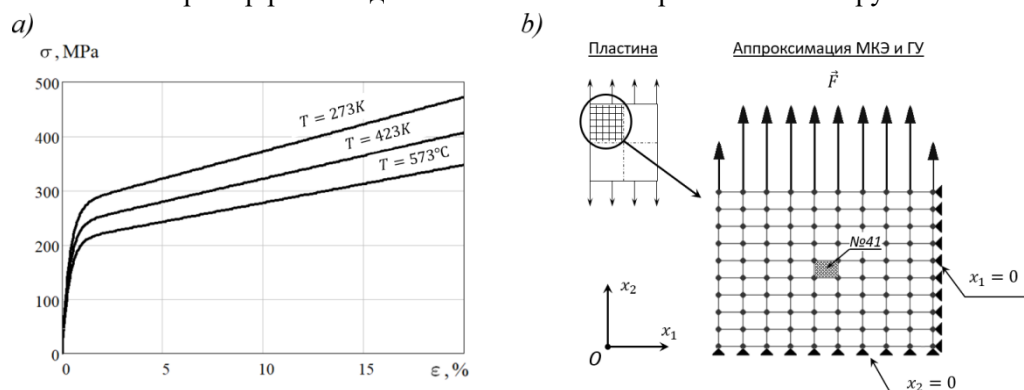 a)
σ, MPa
500
400
300
200
100
0
0
5
10
15
ε, %
T = 273K
T = 423K
T = 573°C
b)
Пластина
Аппроксимация МКЭ и ГУ
F⃗
№41
x₂
x₁
O
x₁ = 0
x₂ = 0